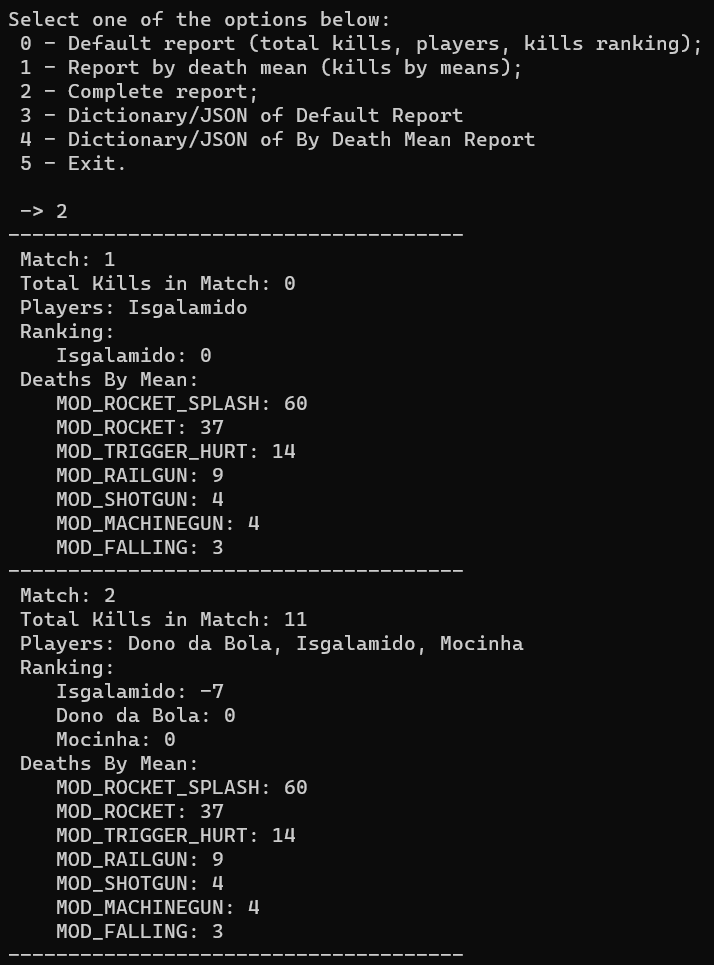 Select one of the options below:
 0 - Default report (total kills, players, kills ranking);
 1 - Report by death mean (kills by means);
 2 - Complete report;
 3 - Dictionary/JSON of Default Report
 4 - Dictionary/JSON of By Death Mean Report
 5 - Exit.

 -> 2
--------------------------------------
 Match: 1
 Total Kills in Match: 0
 Players: Isgalamido
 Ranking:
    Isgalamido: 0
 Deaths By Mean:
    MOD_ROCKET_SPLASH: 60
    MOD_ROCKET: 37
    MOD_TRIGGER_HURT: 14
    MOD_RAILGUN: 9
    MOD_SHOTGUN: 4
    MOD_MACHINEGUN: 4
    MOD_FALLING: 3
--------------------------------------
 Match: 2
 Total Kills in Match: 11
 Players: Dono da Bola, Isgalamido, Mocinha
 Ranking:
    Isgalamido: -7
    Dono da Bola: 0
    Mocinha: 0
 Deaths By Mean:
    MOD_ROCKET_SPLASH: 60
    MOD_ROCKET: 37
    MOD_TRIGGER_HURT: 14
    MOD_RAILGUN: 9
    MOD_SHOTGUN: 4
    MOD_MACHINEGUN: 4
    MOD_FALLING: 3
--------------------------------------